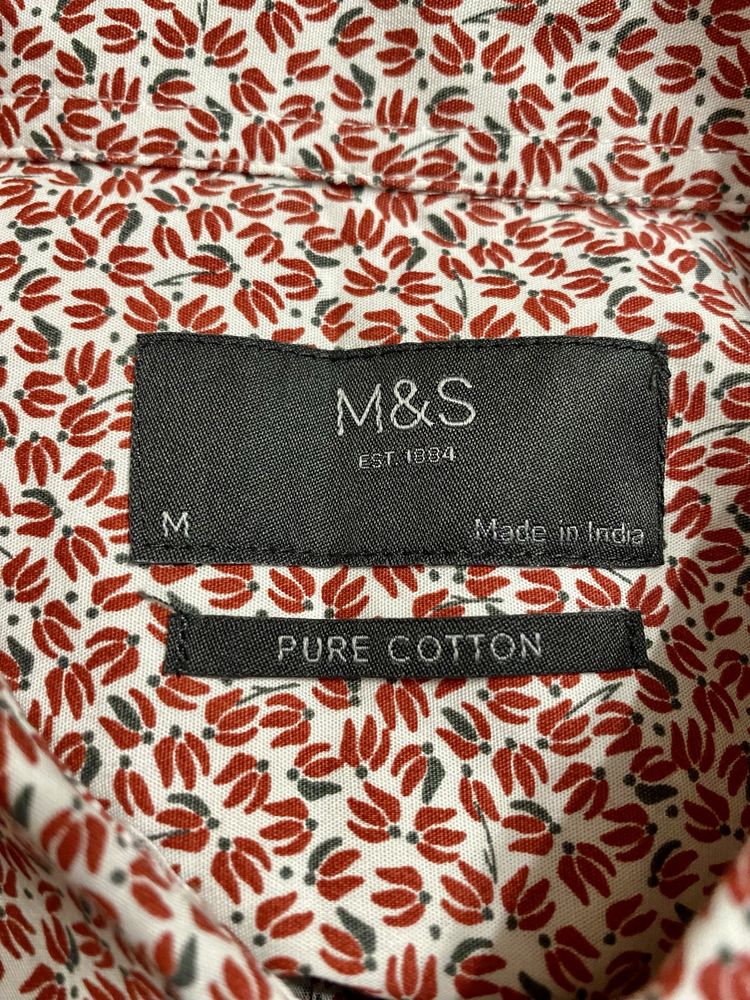 M&S
EST. 1884
M
Made in India
PURE COTTON